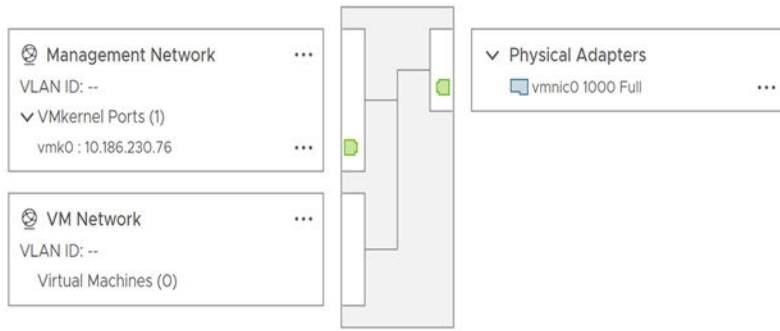 Management Network
VLAN ID: --
VMkernel Ports (1)
vmk0 : 10.186.230.76
VM Network
VLAN ID: --
Virtual Machines (0)
Physical Adapters
vmnic0 1000 Full